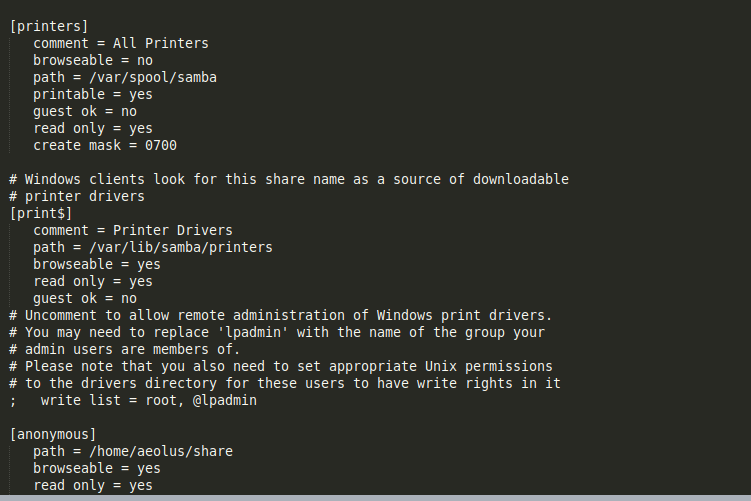 [printers]
   comment = All Printers
   browseable = no
   path = /var/spool/samba
   printable = yes
   guest ok = no
   read only = yes
   create mask = 0700

# Windows clients look for this share name as a source of downloadable
# printer drivers
[print$]
   comment = Printer Drivers
   path = /var/lib/samba/printers
   browseable = yes
   read only = yes
   guest ok = no
# Uncomment to allow remote administration of Windows print drivers.
# You may need to replace 'lpadmin' with the name of the group your
# admin users are members of.
# Please note that you also need to set appropriate Unix permissions
# to the drivers directory for these users to have write rights in it
;   write list = root, @lpadmin

[anonymous]
   path = /home/aeolus/share
   browseable = yes
   read only = yes